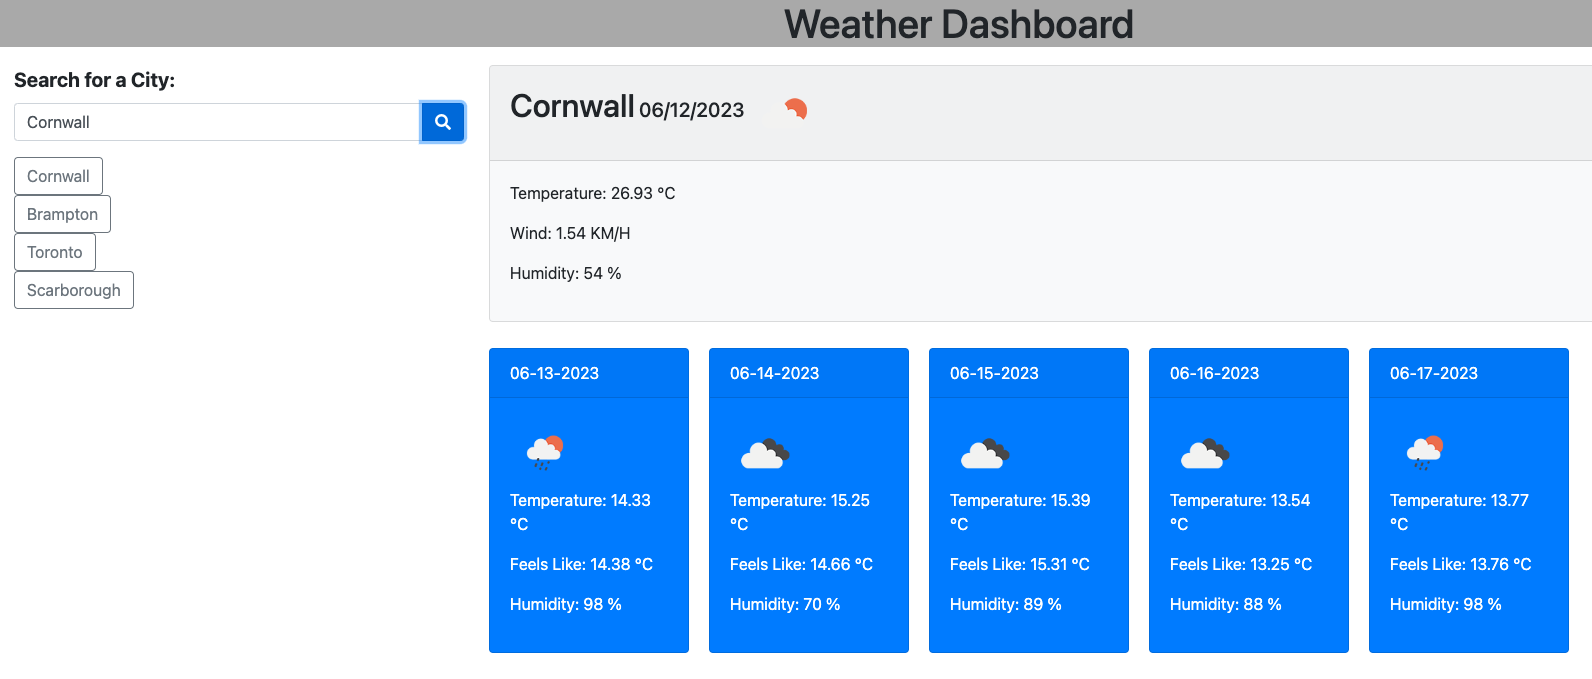 Weather Dashboard
Search for a City:
Cornwall
Cornwall
Brampton
Toronto
Scarborough
Cornwall 06/12/2023
Temperature: 26.93 °C
Wind: 1.54 KM/H
Humidity: 54 %
06-13-2023
Temperature: 14.33
°C
Feels Like: 14.38 °C
Humidity: 98 %
06-14-2023
Temperature: 15.25
°C
Feels Like: 14.66 °C
Humidity: 70 %
06-15-2023
Temperature: 15.39
°C
Feels Like: 15.31 °C
Humidity: 89 %
06-16-2023
Temperature: 13.54
°C
Feels Like: 13.25 °C
Humidity: 88 %
06-17-2023
Temperature: 13.77
°C
Feels Like: 13.76 °C
Humidity: 98 %